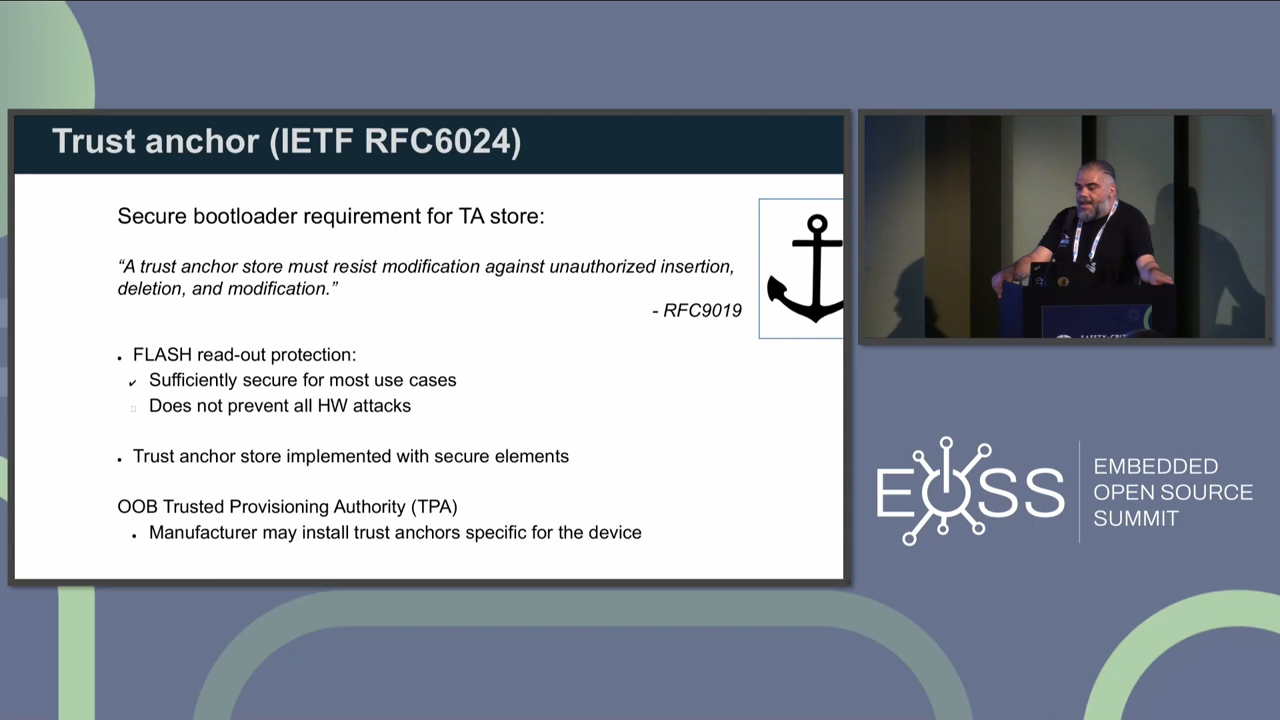 Trust anchor (IETF RFC6024)
Secure bootloader requirement for TA store:
“A trust anchor store must resist modification against unauthorized insertion,
deletion, and modification.”
- RFC9019
FLASH read-out protection:
Sufficiently secure for most use cases
Does not prevent all HW attacks
Trust anchor store implemented with secure elements
OOB Trusted Provisioning Authority (TPA)
Manufacturer may install trust anchors specific for the device
EOSS
EMBEDDED
OPEN SOURCE
SUMMIT